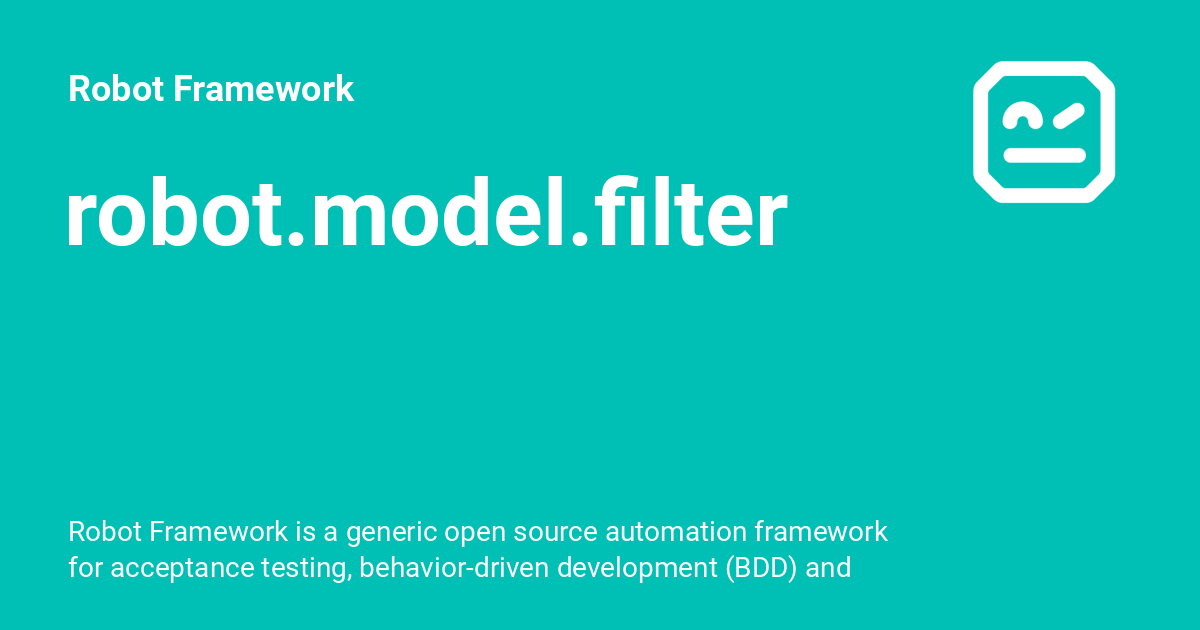 Robot Framework
robot.model.filter
Robot Framework is a generic open source automation framework
for acceptance testing, behavior-driven development (BDD) and